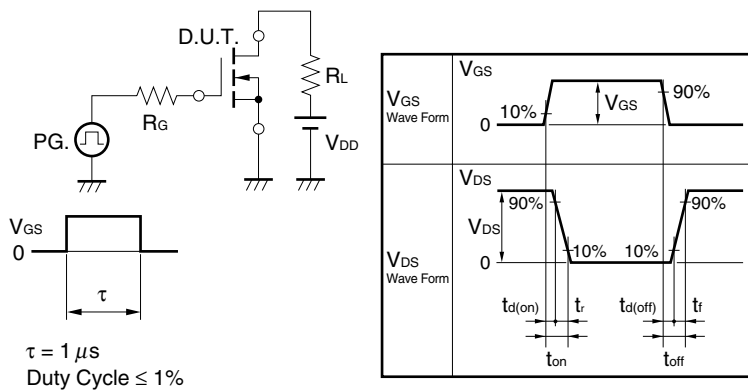 D.U.T.
RL
RG
PG.
VDD
VGS
0
τ
τ = 1 μs
Duty Cycle ≤ 1%
VGS
Wave Form
VGS
10%
VGS
90%
0
VDS
Wave Form
VDS
90%
VDS
10%
10%
90%
0
td(on)
tr
td(off)
tf
ton
toff